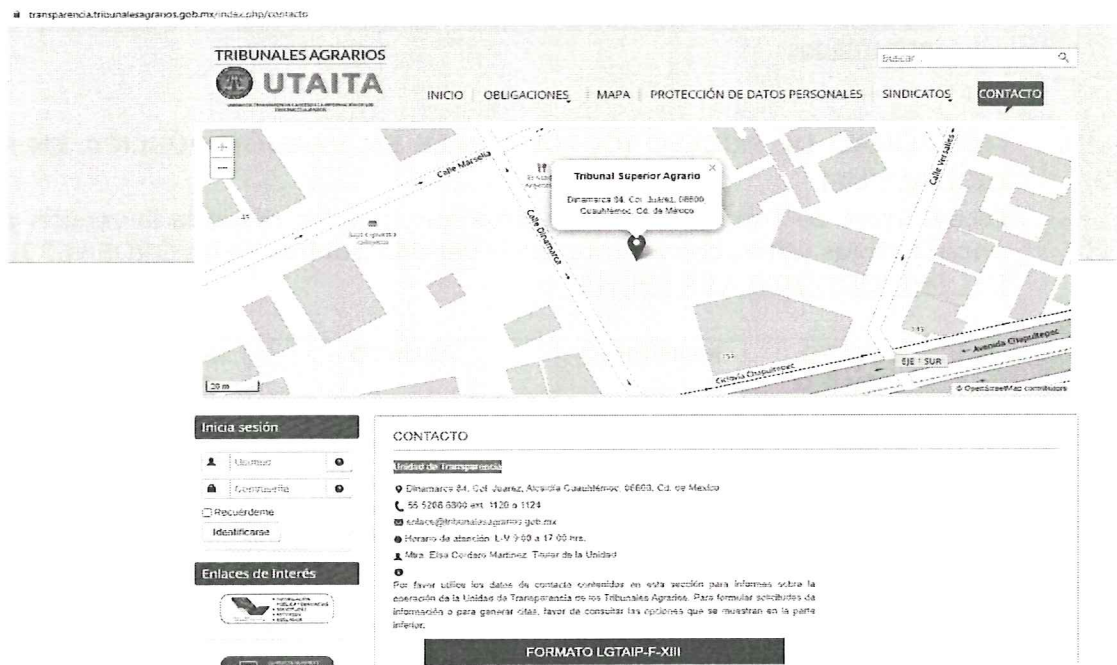 transparencia.tribunalesagrarios.gob.mx/index.php/contacto
TRIBUNALES AGRARIOS
UTAITA
buscar...
INICIO OBLIGACIONES MAPA PROTECCIÓN DE DATOS PERSONALES SINDICATOS CONTACTO
+
−
Calle Marsella
Calle Versalles
Calle Dinamarca
Tribunal Superior Agrario
×
Dinamarca 84, Col. Juárez, 06600
Cuauhtémoc, Cd. de México
Avenida Chapultepec
EJE 1 SUR
Ciclovía Chapultepec
20 m
© OpenStreetMap contributors
Inicia sesión
Usuario
Contraseña
Recuérdeme
Identificarse
Enlaces de Interés
CONTACTO
Unidad de Transparencia
Dinamarca 84, Col. Juárez, Alcaldía Cuauhtémoc, 06600, Cd. de México
55 5208 6800 ext. 1120 a 1124
enlace@tribunalesagrarios.gob.mx
Horario de atención: L-V 9:00 a 17:00 hrs.
Mtra. Elsa Cordero Martínez, Titular de la Unidad
Por favor utilice los datos de contacto contenidos en esta sección para informes sobre la
operación de la Unidad de Transparencia de los Tribunales Agrarios. Para formular solicitudes de
información o para generar citas, favor de consultar las opciones que se muestran en la parte
inferior.
FORMATO LGTAIP-F-XIII